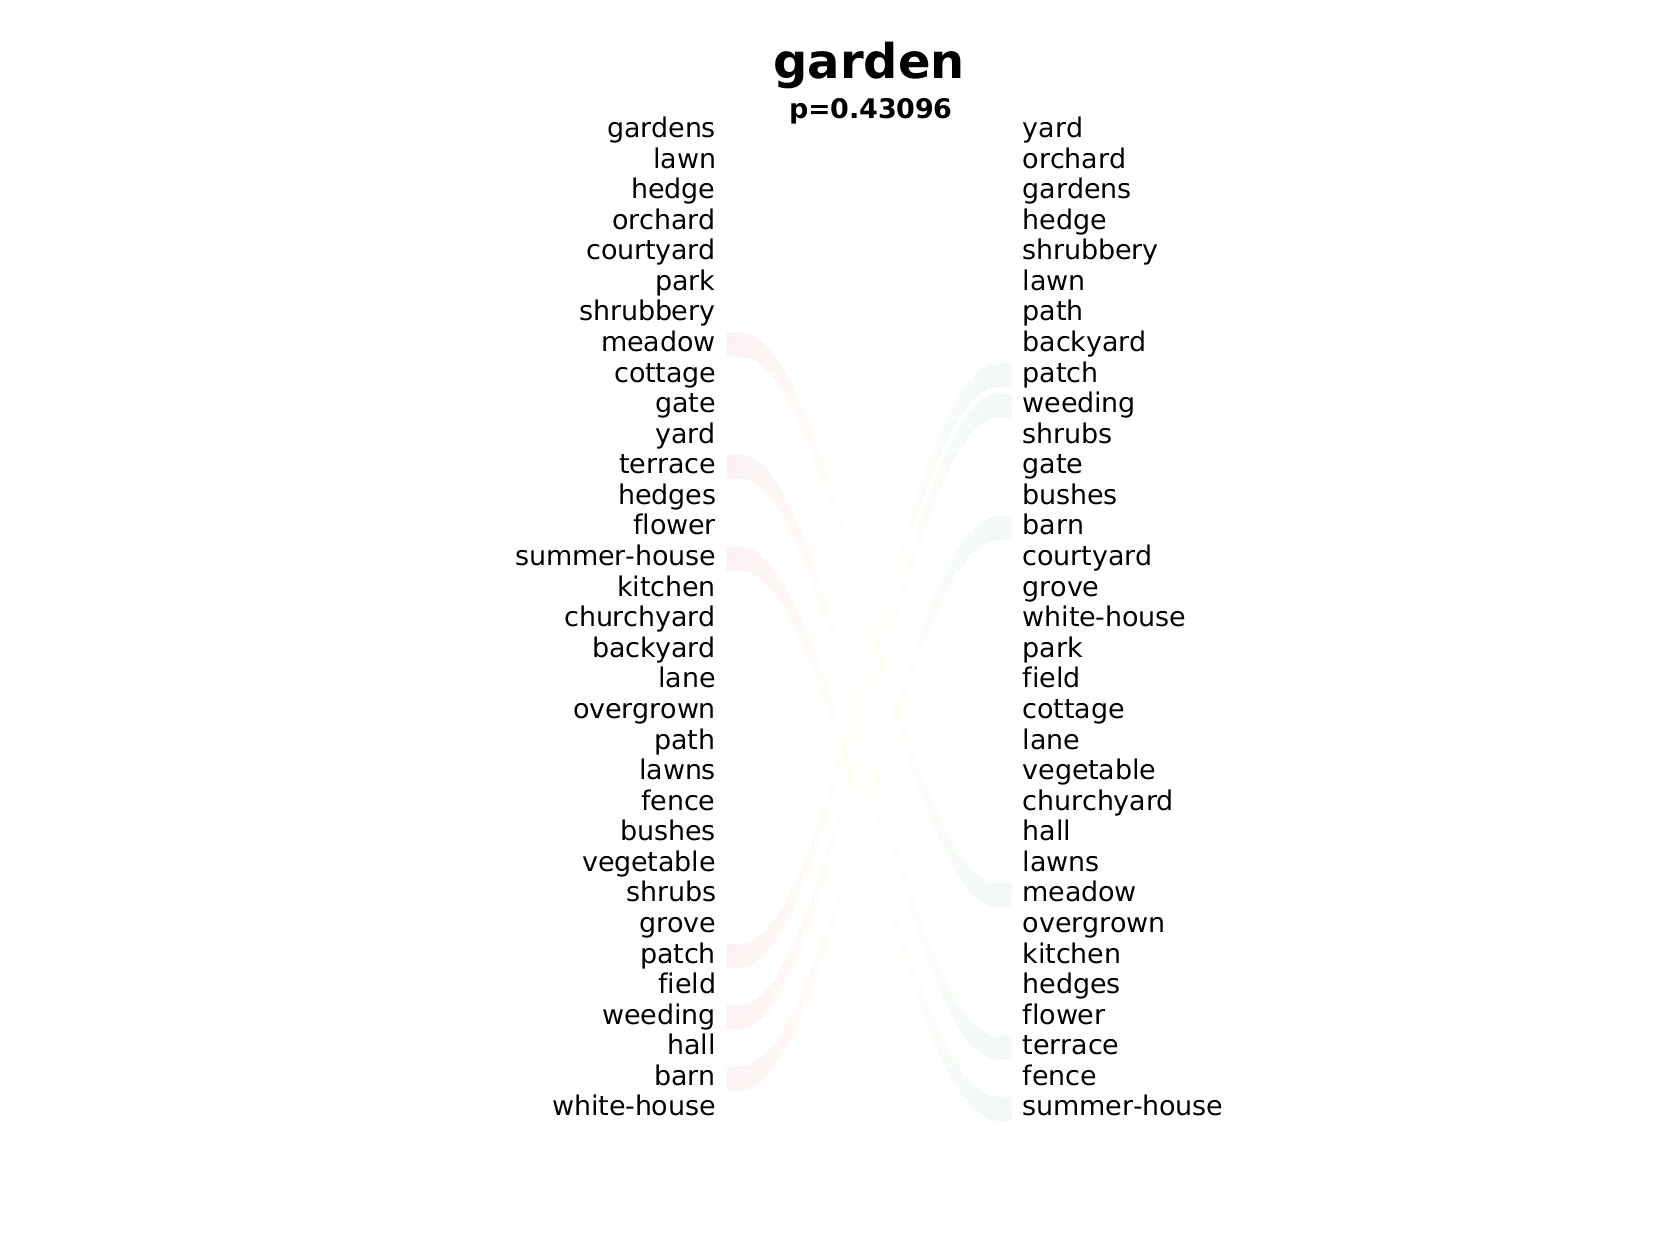 garden
p=0.43096
gardens
lawn
hedge
orchard
courtyard
park
shrubbery
meadow
cottage
gate
yard
terrace
hedges
flower
summer-house
kitchen
churchyard
backyard
lane
overgrown
path
lawns
fence
bushes
vegetable
shrubs
grove
patch
field
weeding
hall
barn
white-house
yard
orchard
gardens
hedge
shrubbery
lawn
path
backyard
patch
weeding
shrubs
gate
bushes
barn
courtyard
grove
white-house
park
field
cottage
lane
vegetable
churchyard
hall
lawns
meadow
overgrown
kitchen
hedges
flower
terrace
fence
summer-house